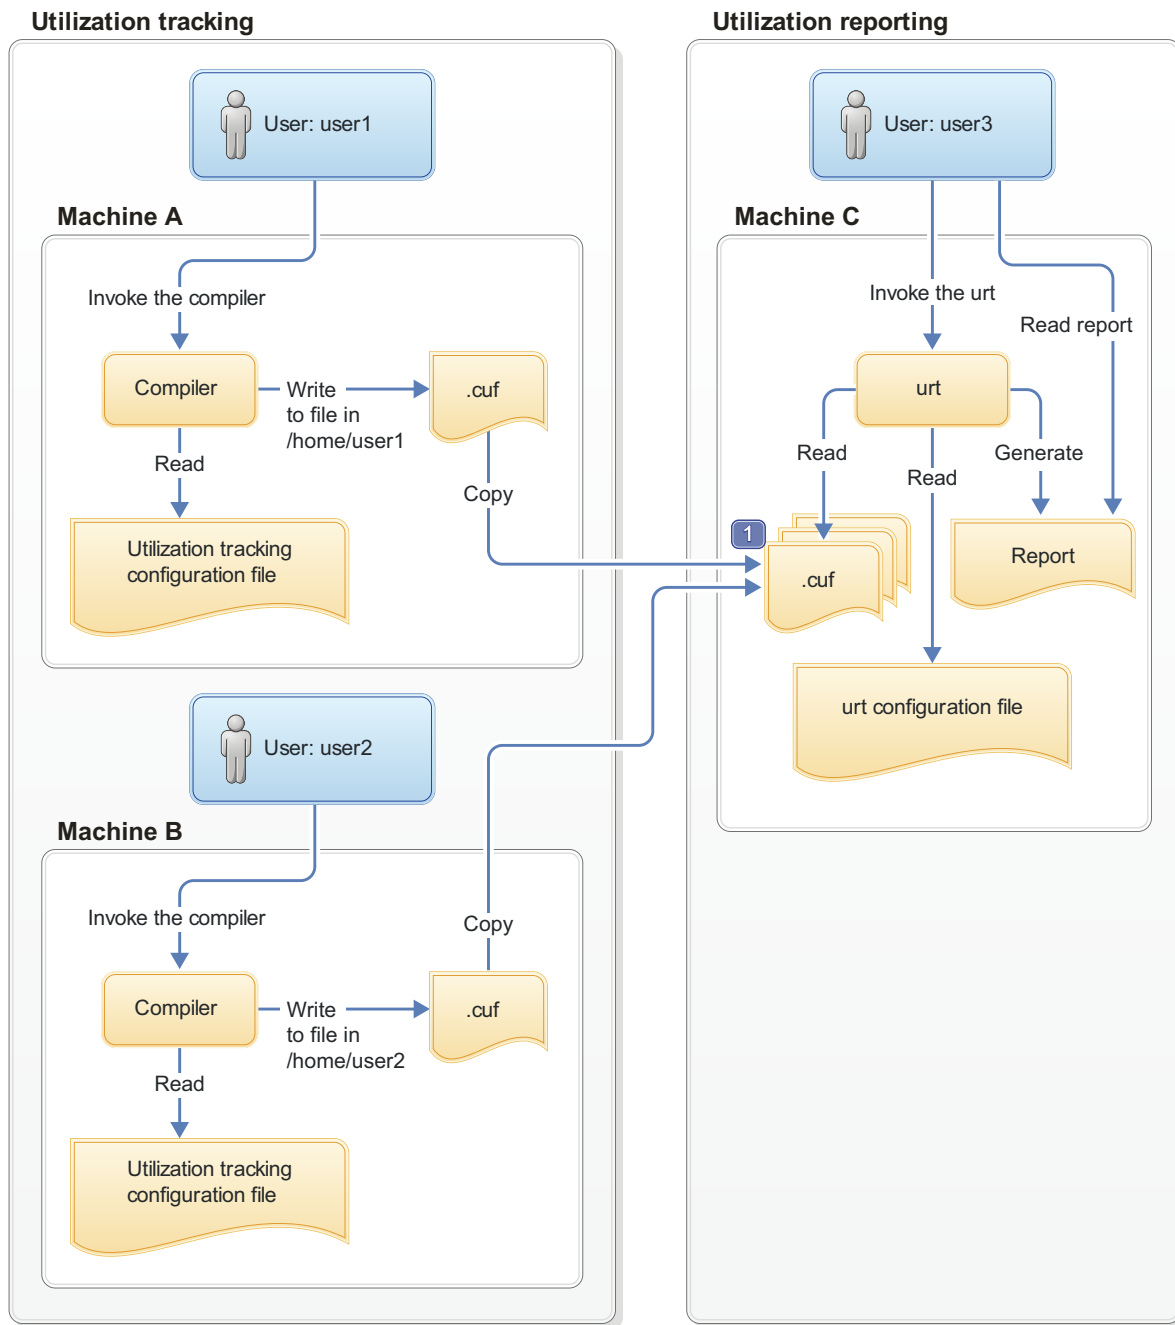 Utilization tracking
User: user1
Machine A
Invoke the compiler
Compiler
Write
to file in
/home/user1
.cuf
Read
Copy
Utilization tracking
configuration file
User: user2
Machine B
Invoke the compiler
Copy
Compiler
Write
to file in
/home/user2
.cuf
Read
Utilization tracking
configuration file
Utilization reporting
User: user3
Machine C
Invoke the urt
Read report
urt
Read
Read
Generate
1
.cuf
Report
urt configuration file